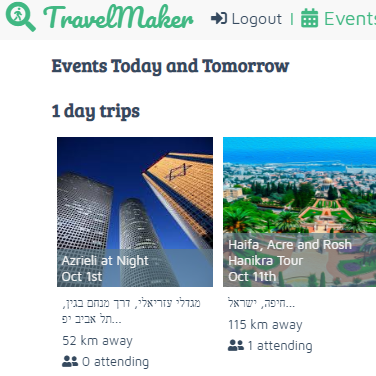 TravelMaker
Logout | Events
Events Today and Tomorrow
1 day trips
Azrieli at Night
Oct 1st
מגדלי עזריאלי, דרך מנחם בגין,
תל אביב יפ...
52 km away
0 attending
Haifa, Acre and Rosh
Hanikra Tour
Oct 11th
חיפה, ישראל...
115 km away
1 attending